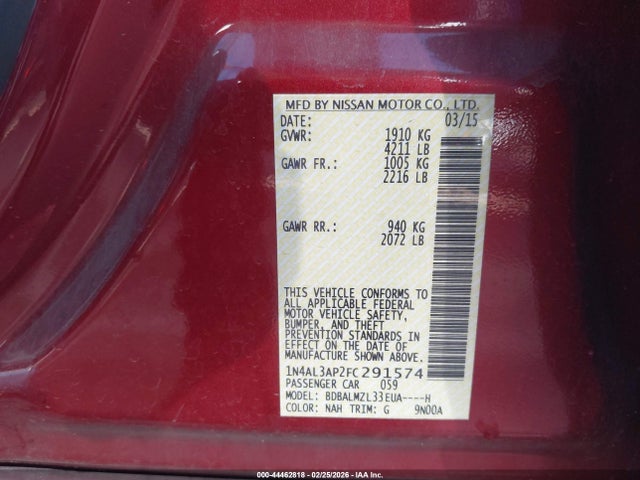 MFD BY NISSAN MOTOR CO., LTD.
DATE: 03/15
GVWR: 1910 KG
4211 LB
GAWR FR.: 1005 KG
2216 LB
GAWR RR.: 940 KG
2072 LB
THIS VEHICLE CONFORMS TO
ALL APPLICABLE FEDERAL
MOTOR VEHICLE SAFETY,
BUMPER, AND THEFT
PREVENTION STANDARDS IN
EFFECT ON THE DATE OF
MANUFACTURE SHOWN ABOVE.
1N4AL3AP2FC291574
PASSENGER CAR 059
MODEL: BDBALMZL33EUA----H
COLOR: NAH TRIM: G 9N00A
000-44462818 - 02/25/2026 - IAA Inc.